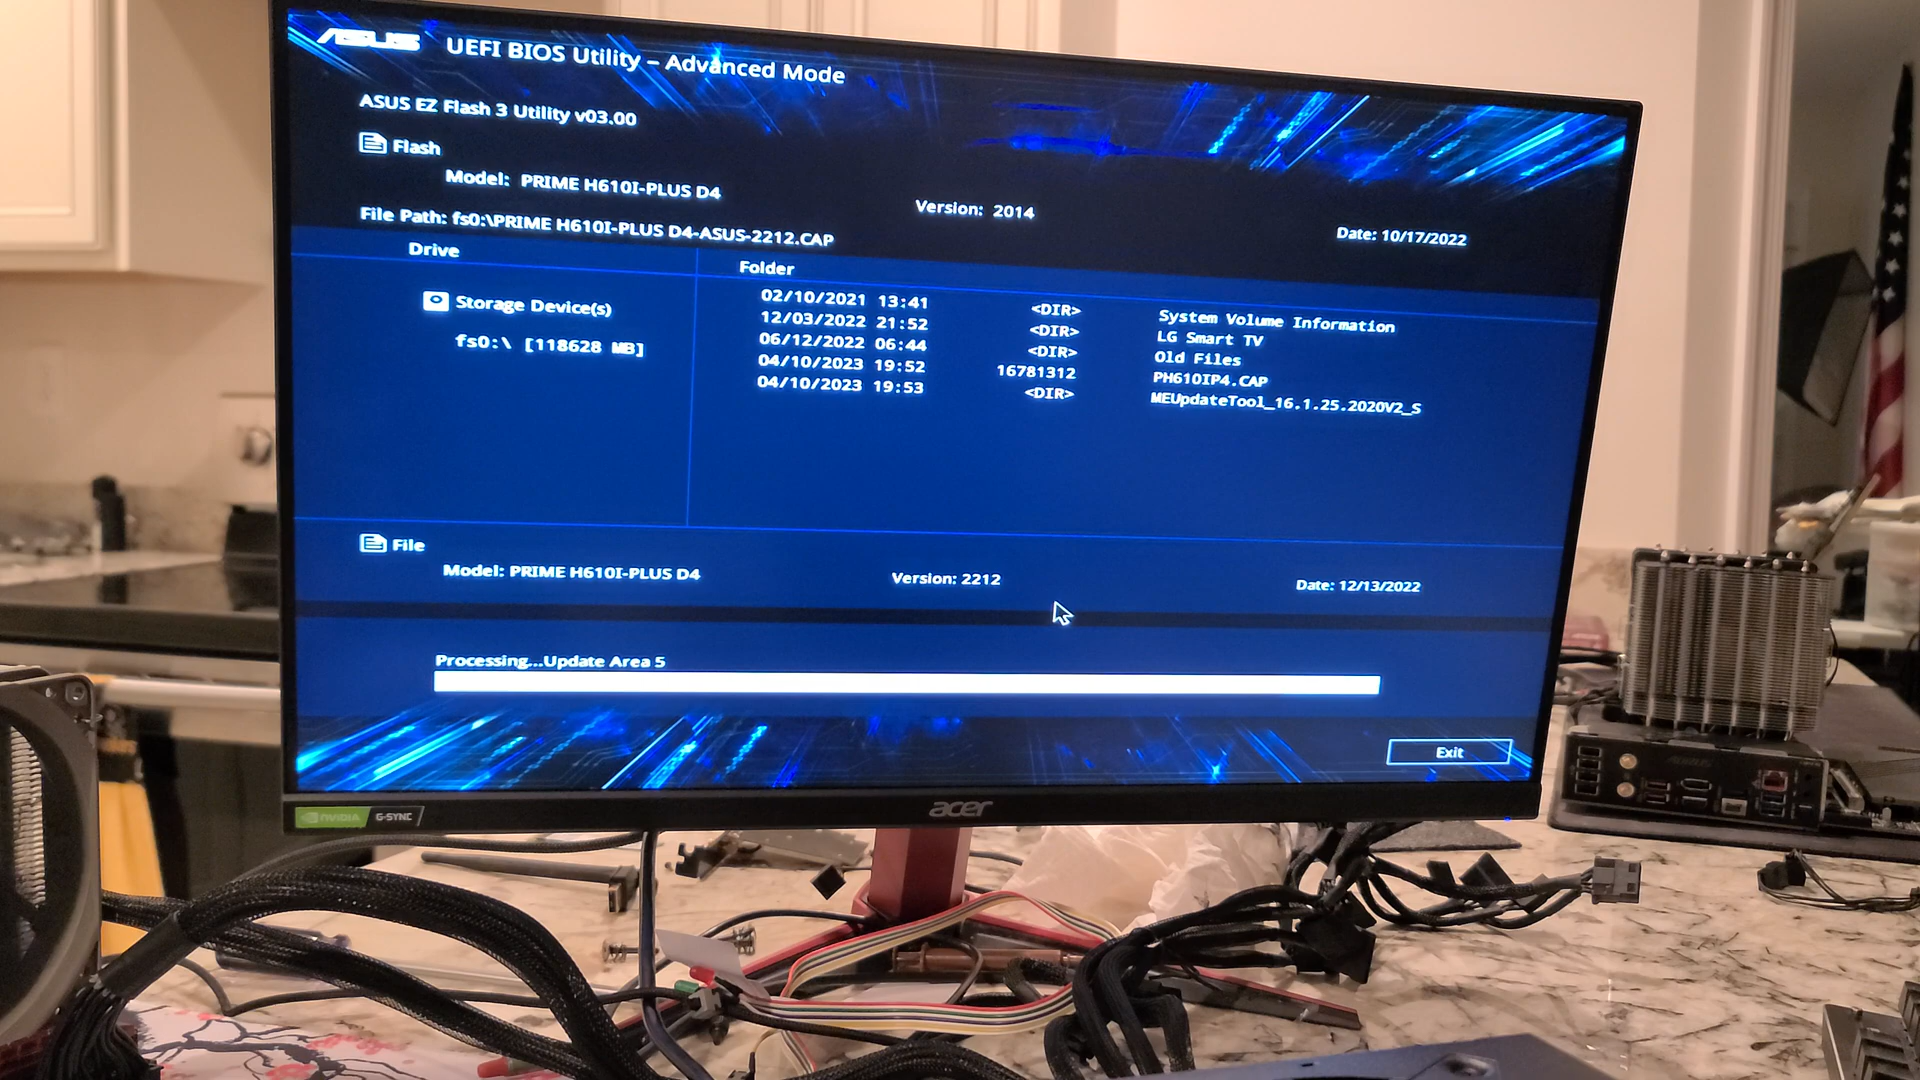 ASUS UEFI BIOS Utility – Advanced Mode
ASUS EZ Flash 3 Utility v03.00
Flash
Model: PRIME H610I-PLUS D4
Version: 2014
Date: 10/17/2022
File Path: fs0:\PRIME H610I-PLUS D4-ASUS-2212.CAP
Drive
Folder
Storage Device(s)
fs0:\ [118628 MB]
02/10/2021 13:41 <DIR> System Volume Information
12/03/2022 21:52 <DIR> LG Smart TV
06/12/2022 06:44 <DIR> Old Files
04/10/2023 19:52 16781312 PH610IP4.CAP
04/10/2023 19:53 <DIR> MEUpdateTool_16.1.25.2020V2_S
File
Model: PRIME H610I-PLUS D4
Version: 2212
Date: 12/13/2022
Processing...Update Area 5
Exit
NVIDIA G-SYNC
acer